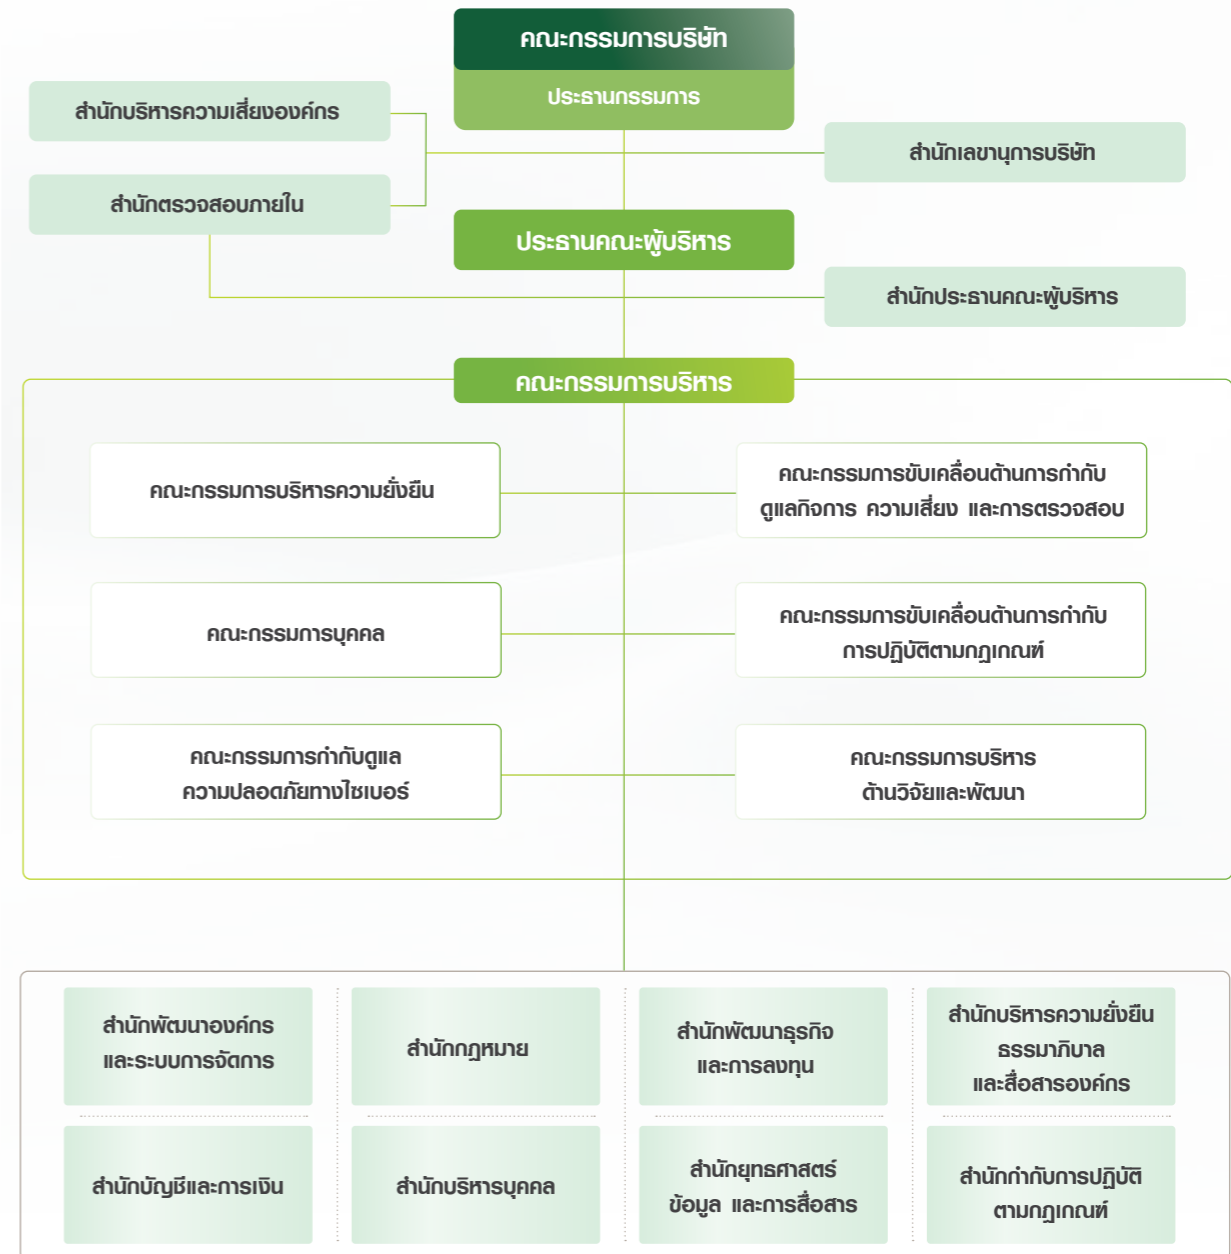 คณะกรรมการบริษัท
ประธานกรรมการ
สำนักบริหารความเสี่ยงองค์กร
สำนักเลขานุการบริษัท
สำนักตรวจสอบภายใน
ประธานคณะผู้บริหาร
สำนักประธานคณะผู้บริหาร
คณะกรรมการบริหาร
คณะกรรมการบริหารความยั่งยืน
คณะกรรมการขับเคลื่อนด้านการกำกับ
ดูแลกิจการ ความเสี่ยง และการตรวจสอบ
คณะกรรมการบุคคล
คณะกรรมการขับเคลื่อนด้านการกำกับ
การปฏิบัติตามกฎเกณฑ์
คณะกรรมการกำกับดูแล
ความปลอดภัยทางไซเบอร์
คณะกรรมการบริหาร
ด้านวิจัยและพัฒนา
สำนักพัฒนาองค์กร
และระบบการจัดการ
สำนักกฎหมาย
สำนักพัฒนาธุรกิจ
และการลงทุน
สำนักบริหารความยั่งยืน
ธรรมาภิบาล
และสื่อสารองค์กร
สำนักบัญชีและการเงิน
สำนักบริหารบุคคล
สำนักยุทธศาสตร์
ข้อมูล และการสื่อสาร
สำนักกำกับการปฏิบัติ
ตามกฎเกณฑ์